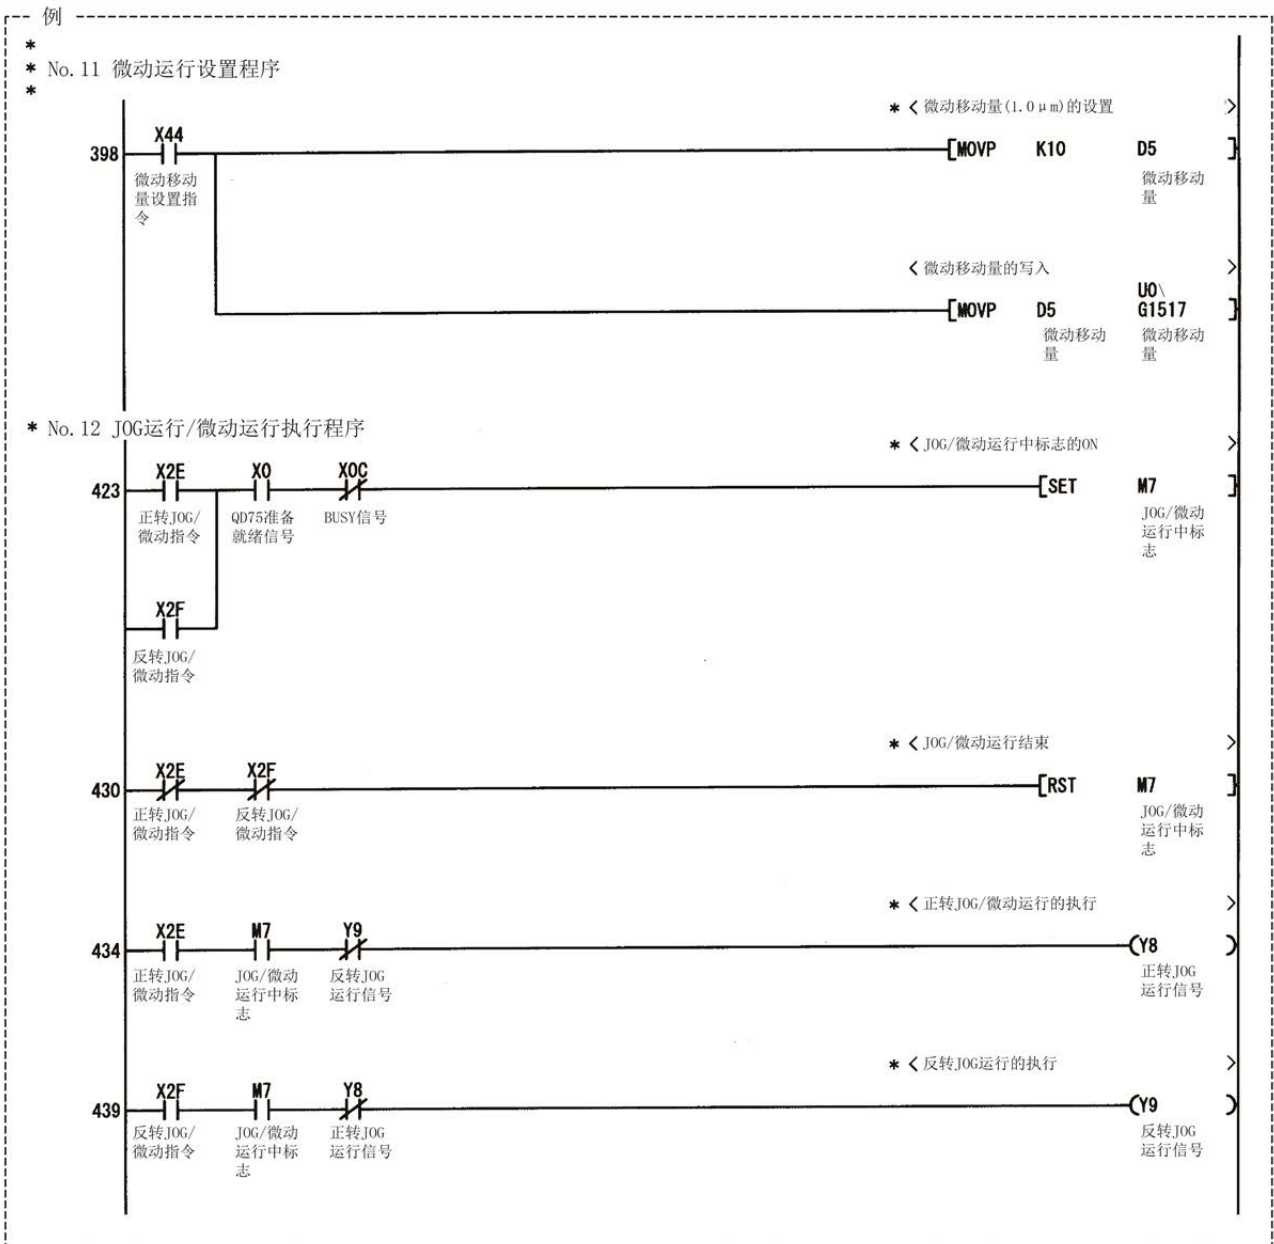 例
*
* No.11 微动运行设置程序
*
* < 微动移动量(1.0μm)的设置 >
X44
398
[MOVP K10 D5 ]
微动移动
量设置指
令
微动移动
量
< 微动移动量的写入 >
U0\
[MOVP D5 G1517 ]
微动移动
量
微动移动
量
* No.12 JOG运行/微动运行执行程序
* < JOG/微动运行中标志的ON >
X2E X0 X0C
423
[SET M7 ]
正转JOG/
微动指令
QD75准备
就绪信号
BUSY信号
JOG/微动
运行中标
志
X2F
反转JOG/
微动指令
* < JOG/微动运行结束 >
X2E X2F
430
[RST M7 ]
正转JOG/
微动指令
反转JOG/
微动指令
JOG/微动
运行中标
志
* < 正转JOG/微动运行的执行 >
X2E M7 Y9
434
(Y8 )
正转JOG/
微动指令
JOG/微动
运行中标
志
反转JOG
运行信号
正转JOG
运行信号
* < 反转JOG运行的执行 >
X2F M7 Y8
439
(Y9 )
反转JOG/
微动指令
JOG/微动
运行中标
志
正转JOG
运行信号
反转JOG
运行信号